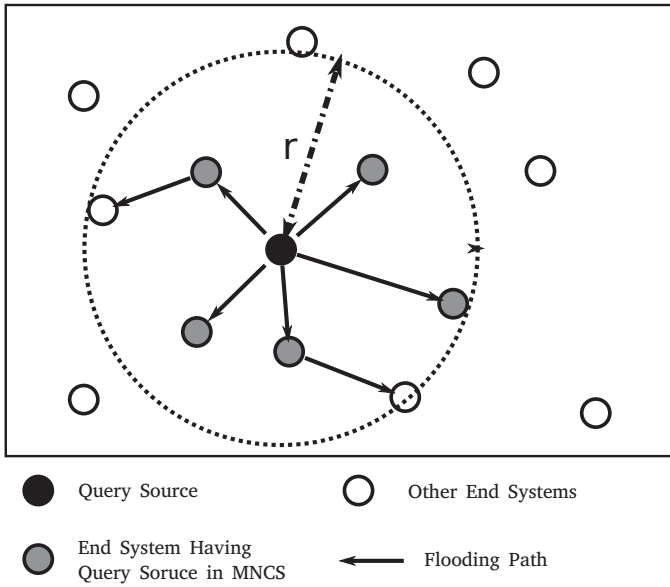 r
Query Source
Other End Systems
End System Having
Query Soruce in MNCS
Flooding Path